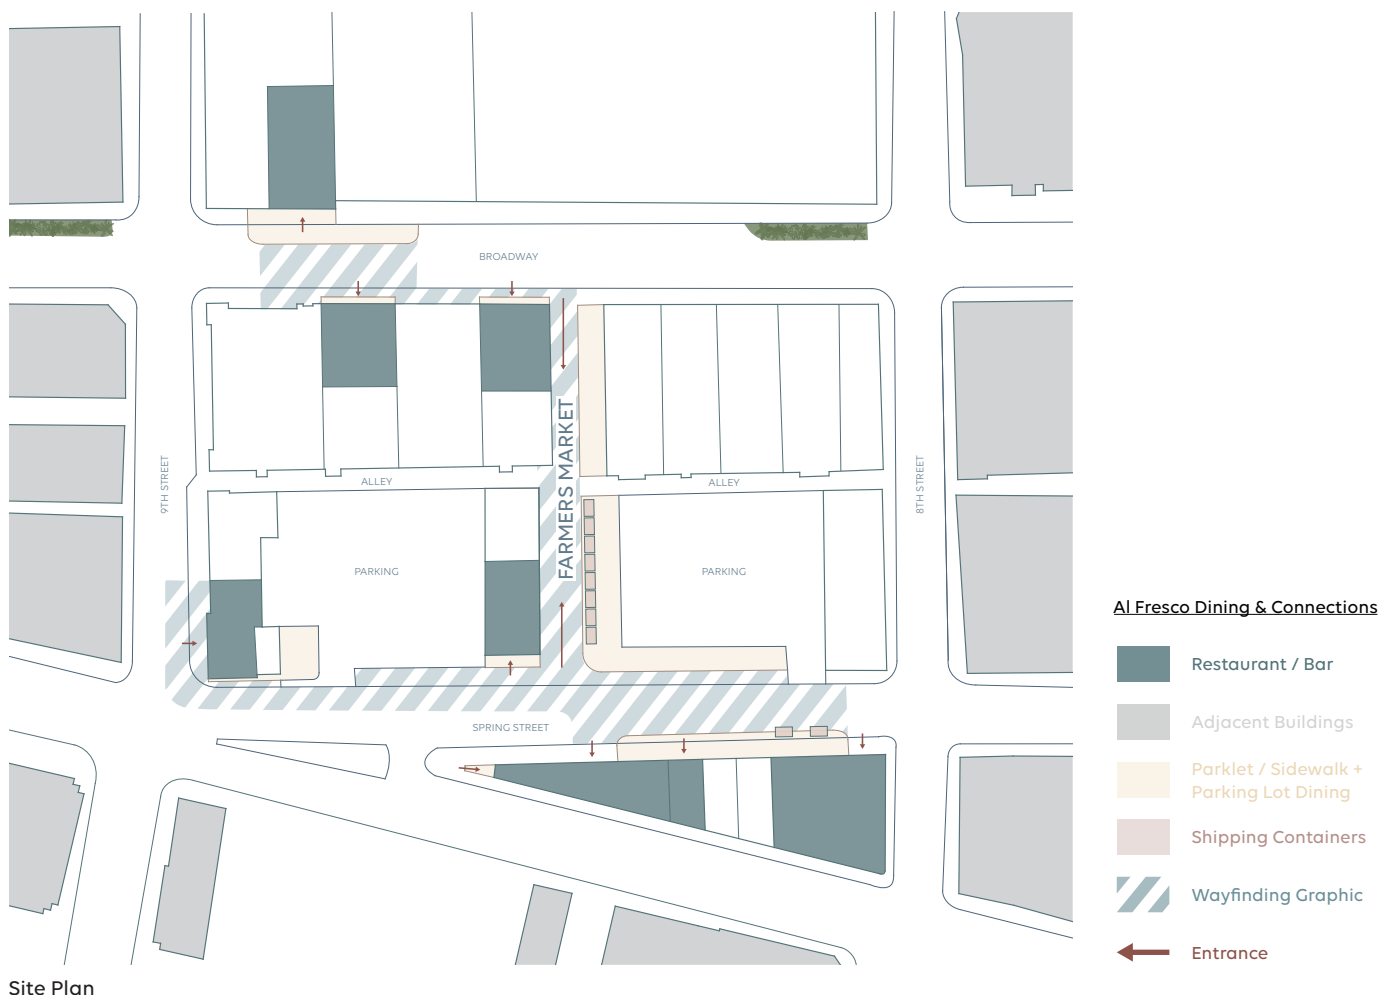 BROADWAY
FARMERS MARKET
9TH STREET
ALLEY
ALLEY
8TH STREET
PARKING
PARKING
SPRING STREET
Al Fresco Dining & Connections
Restaurant / Bar
Adjacent Buildings
Parklet / Sidewalk +
Parking Lot Dining
Shipping Containers
Wayfinding Graphic
Entrance
Site Plan